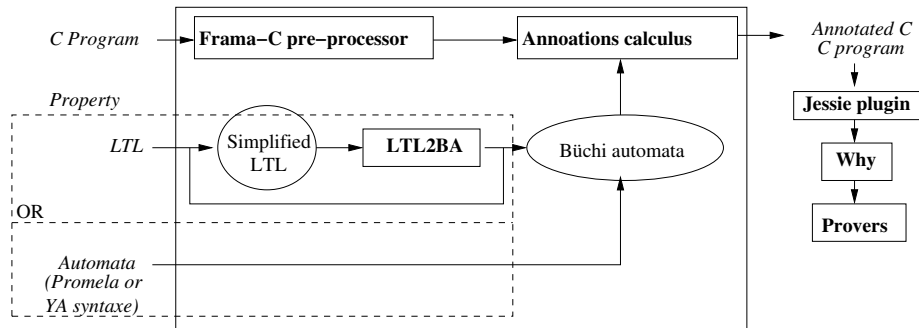 C Program
Frama-C pre-processor
Annoations calculus
Annotated C
C program
Property
Jessie plugin
LTL
Simplified
LTL
LTL2BA
Büchi automata
Why
OR
Provers
Automata
(Promela or
YA syntaxe)